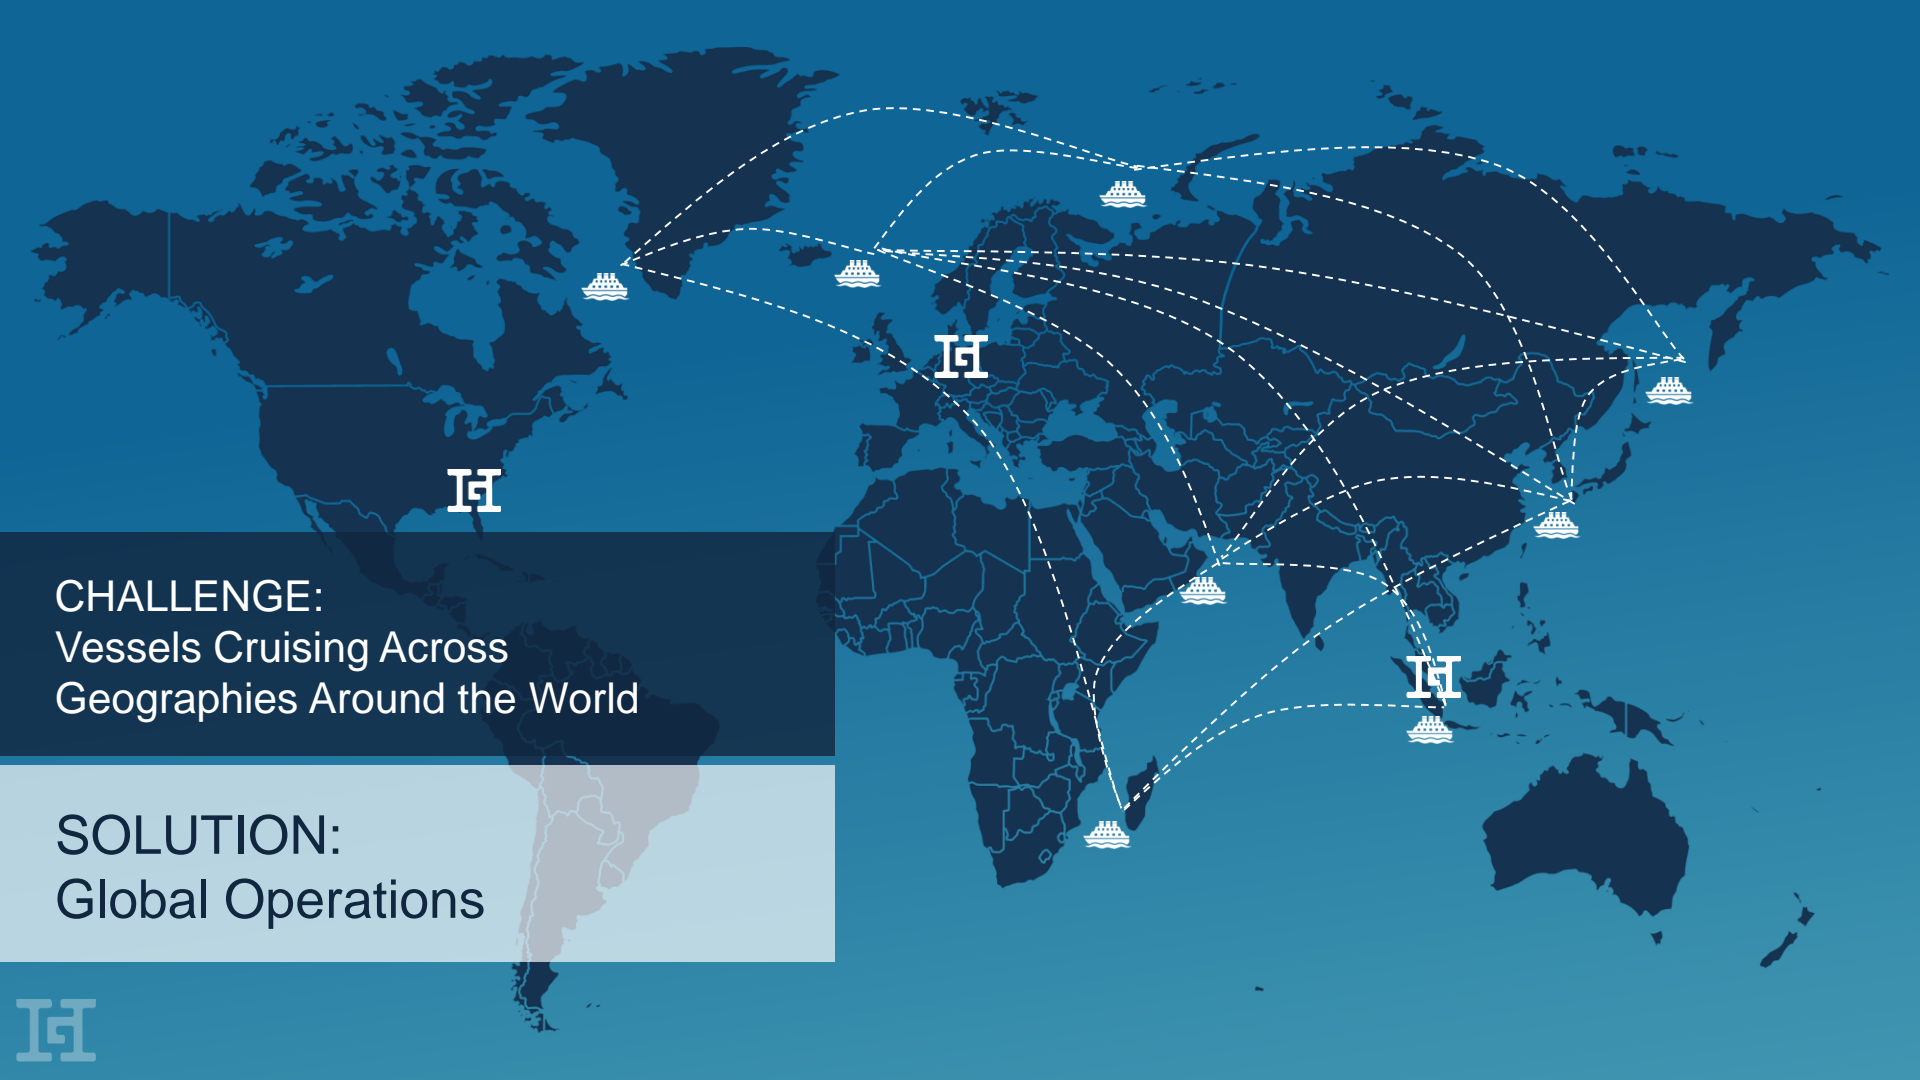 CHALLENGE:
Vessels Cruising Across
Geographies Around the World
SOLUTION:
Global Operations